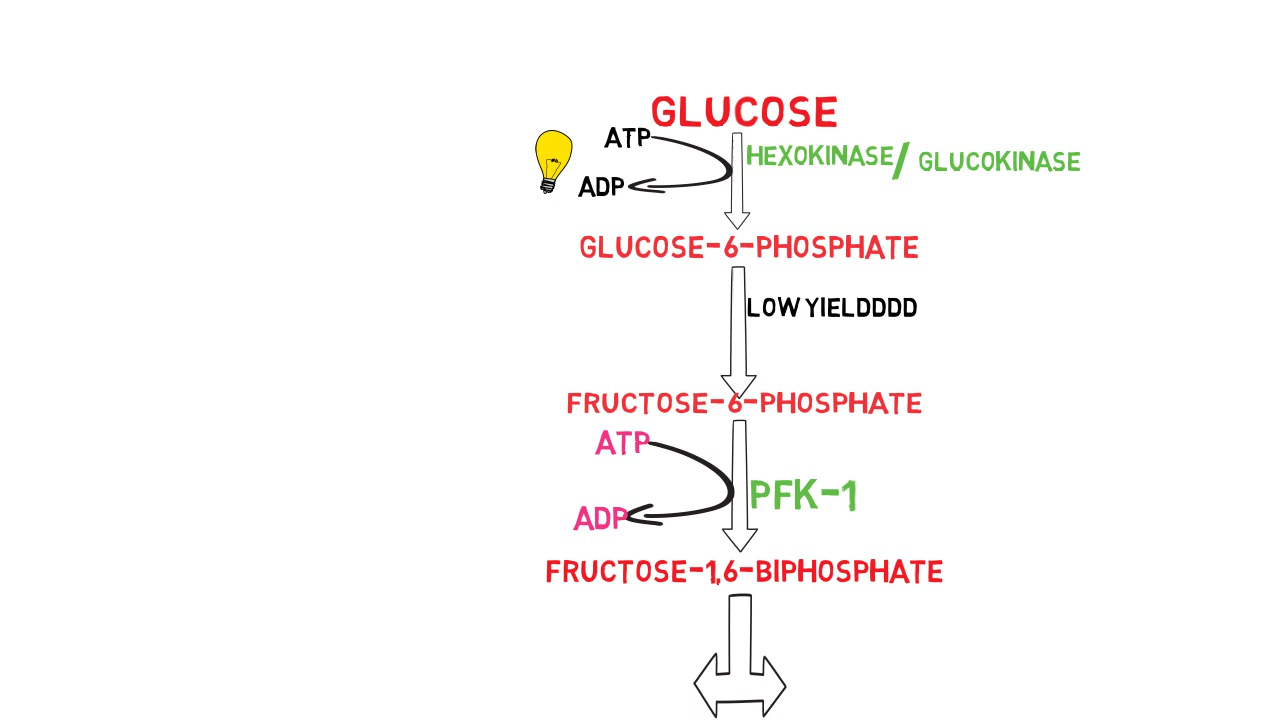 GLUCOSE
ATP
HEXOKINASE/ GLUCOKINASE
ADP
GLUCOSE-6-PHOSPHATE
LOW YIELDDDD
FRUCTOSE-6-PHOSPHATE
ATP
PFK-1
ADP
FRUCTOSE-1,6-BIPHOSPHATE